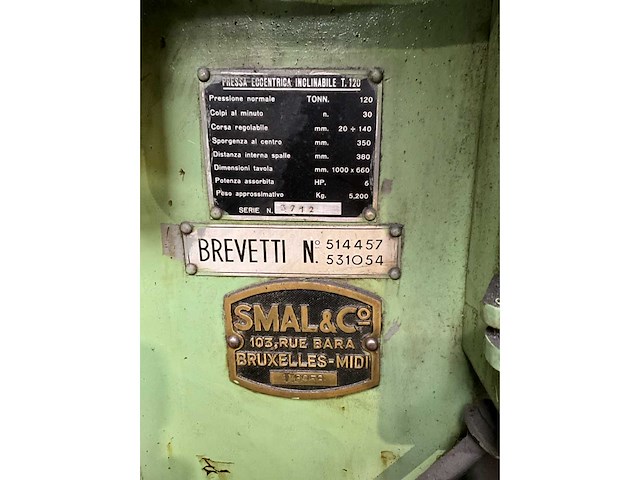 PRESSA ECCENTRICA INCLINABILE T.120
Pressione normale TONN. 120
Colpi al minuto n. 30
Corsa regolabile mm. 20 ÷ 140
Sporgenza al centro mm. 350
Distanza interna spalle mm. 380
Dimensioni tavola mm. 1000 x 660
Potenza assorbita HP. 6
Peso approssimativo Kg. 5,200
SERIE N. 3712
BREVETTI N° 514457
531054
SMAL & Cº
103, RUE BARA
BRUXELLES-MIDI